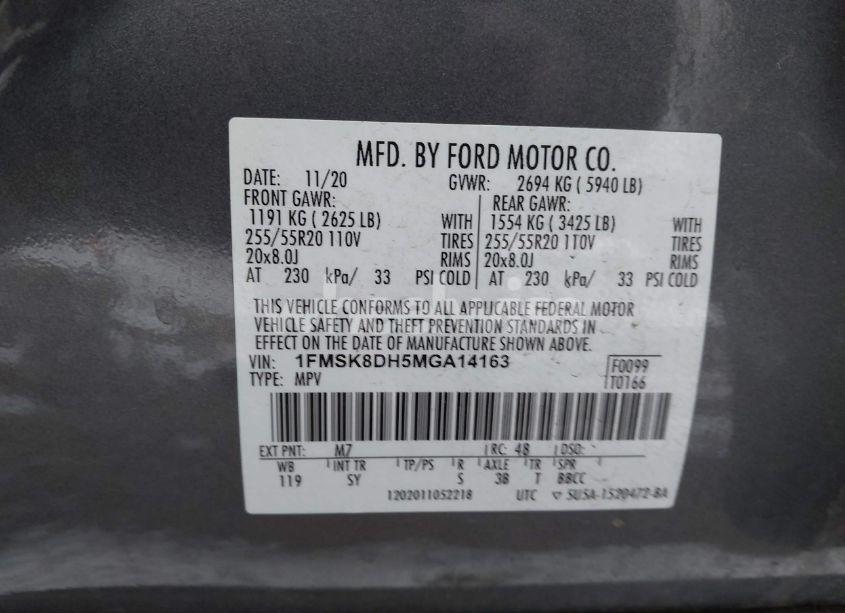 MFD. BY FORD MOTOR CO.
DATE: 11/20 GVWR: 2694 KG ( 5940 LB)
FRONT GAWR: REAR GAWR:
1191 KG ( 2625 LB) WITH 1554 KG ( 3425 LB) WITH
255/55R20 110V TIRES 255/55R20 110V TIRES
20x8.0J RIMS 20x8.0J RIMS
AT 230 kPa/ 33 PSI COLD AT 230 kPa/ 33 PSI COLD
THIS VEHICLE CONFORMS TO ALL APPLICABLE FEDERAL MOTOR
VEHICLE SAFETY AND THEFT PREVENTION STANDARDS IN
EFFECT ON THE DATE OF MANUFACTURE SHOWN ABOVE.
VIN: 1FMSK8DH5MGA14163 F0099
TYPE: MPV 1T0166
EXT PNT: M7 RC: 48 DSO:
WB INT TR TP/PS R AXLE TR SPR
119 SY S 38 T BBCC
1202011052218 UTC 5U5A-1520472-BA